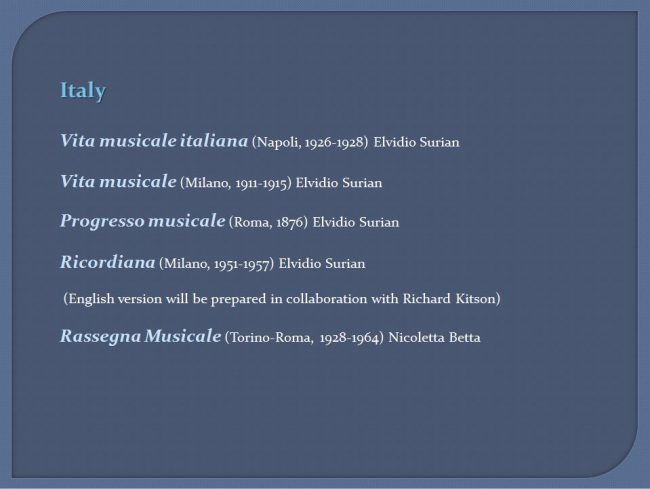 Italy
Vita musicale italiana (Napoli, 1926-1928) Elvidio Surian
Vita musicale (Milano, 1911-1915) Elvidio Surian
Progresso musicale (Roma, 1876) Elvidio Surian
Ricordiana (Milano, 1951-1957) Elvidio Surian
(English version will be prepared in collaboration with Richard Kitson)
Rassegna Musicale (Torino-Roma, 1928-1964) Nicoletta Betta